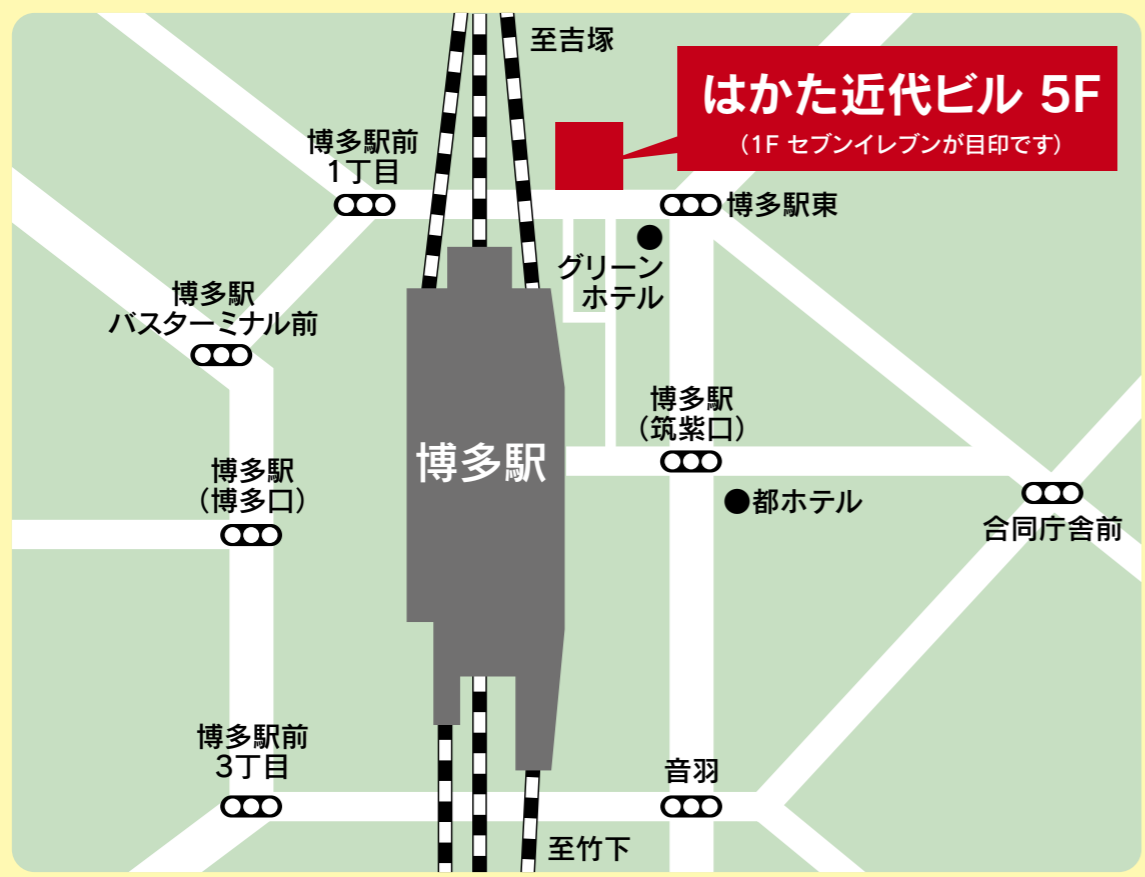 至吉塚
はかた近代ビル 5F
（1F セブンイレブンが目印です）
博多駅前
1丁目
博多駅東
グリーン
ホテル
博多駅
バスターミナル前
博多駅
（筑紫口）
博多駅
博多駅
（博多口）
都ホテル
合同庁舎前
博多駅前
3丁目
音羽
至竹下